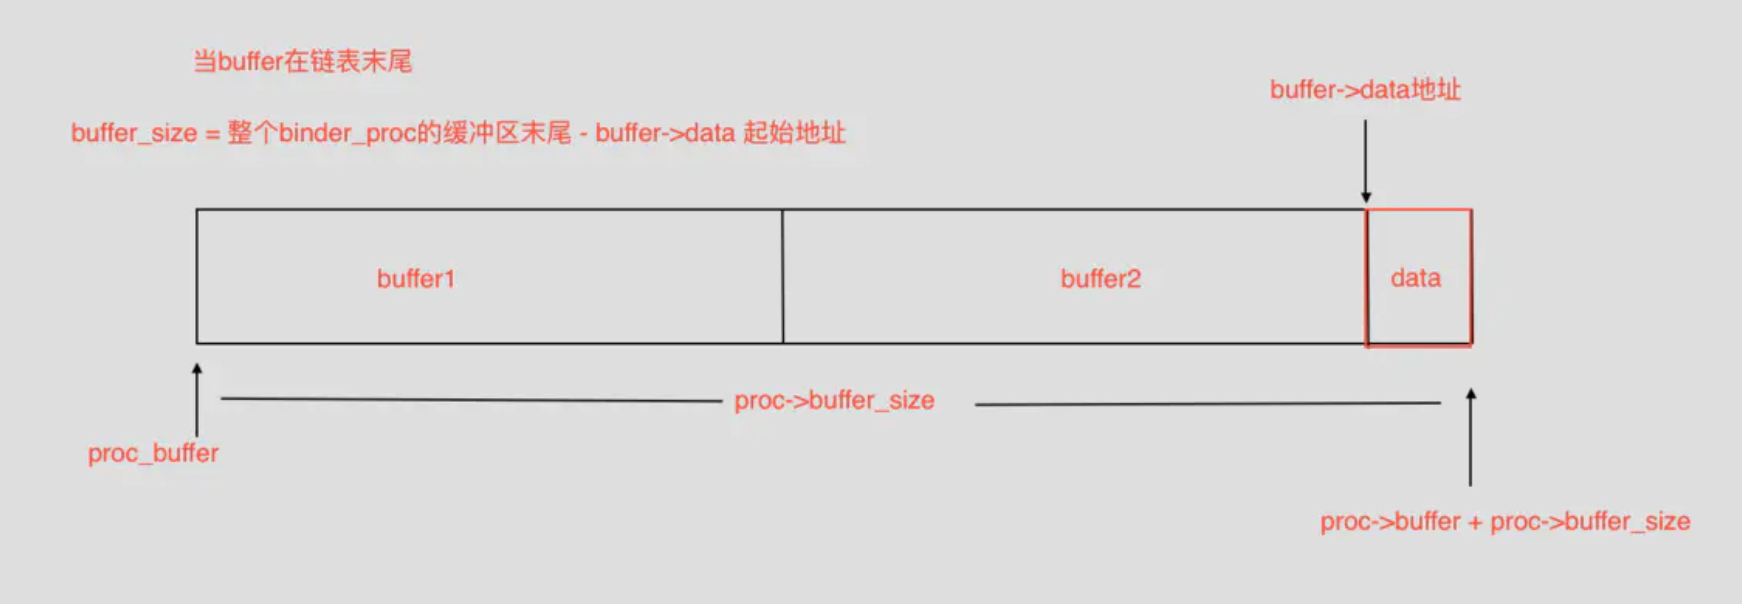 当buffer在链表末尾
buffer->data地址
buffer_size = 整个binder_proc的缓冲区末尾 - buffer->data 起始地址
buffer1
buffer2
data
proc->buffer_size
proc_buffer
proc->buffer + proc->buffer_size